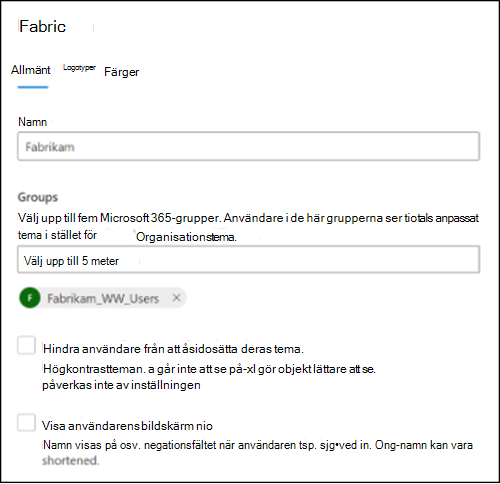 Fabric
Allmänt Logotyper Färger
Namn
Fabrikam
Groups
Välj upp till fem Microsoft 365-grupper. Användare i de här grupperna ser tiotals anpassat
tema i stället för Organisationstema.
Välj upp till 5 meter
F Fabrikam_WW_Users ×
Hindra användare från att åsidosätta deras tema.
Högkontrastteman. a går inte att se på-xl gör objekt lättare att se.
påverkas inte av inställningen
Visa användarens bildskärm nio
Namn visas på osv. negationsfältet när användaren tsp. sjg•ved in. Ong-namn kan vara
shortened.